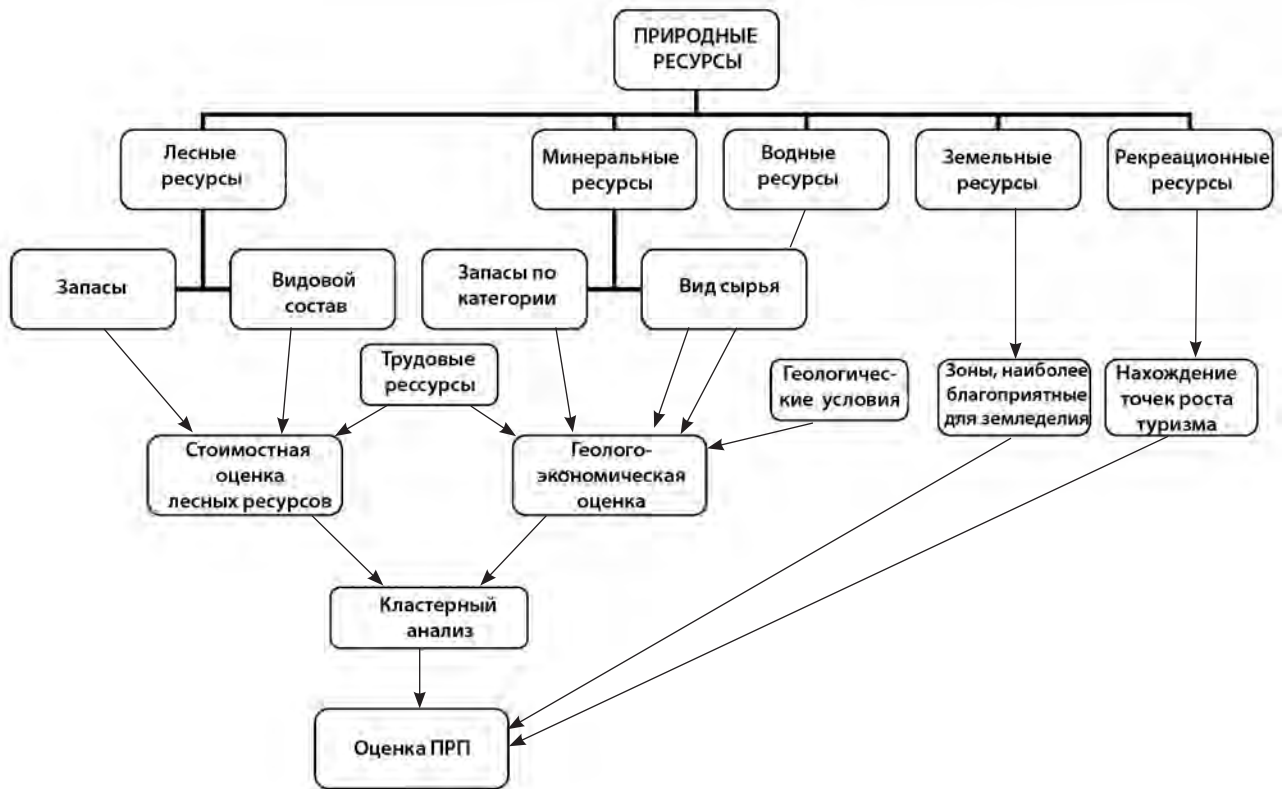 ПРИРОДНЫЕ
РЕСУРСЫ
Лесные
ресурсы
Минеральные
ресурсы
Водные
ресурсы
Земельные
ресурсы
Рекреационные
ресурсы
Запасы
Видовой
состав
Запасы по
категории
Вид сырья
Трудовые
рессурсы
Геологичес-
кие условия
Зоны, наиболее
благоприятные
для земледелия
Нахождение
точек роста
туризма
Стоимостная
оценка
лесных ресурсов
Геолого-
экономическая
оценка
Кластерный
анализ
Оценка ПРП